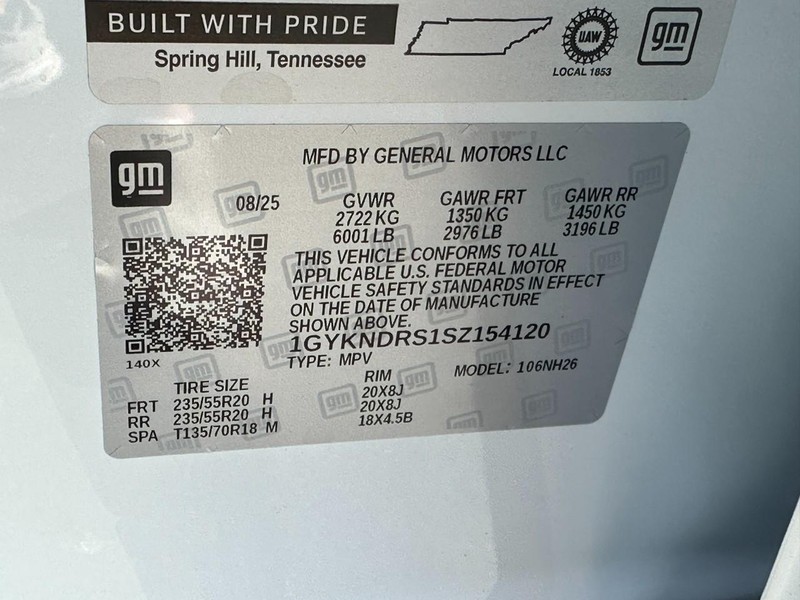 BUILT WITH PRIDE
Spring Hill, Tennessee
UAW
LOCAL 1853
gm
gm
MFD BY GENERAL MOTORS LLC
08/25 GVWR GAWR FRT GAWR RR
2722 KG 1350 KG 1450 KG
6001 LB 2976 LB 3196 LB
THIS VEHICLE CONFORMS TO ALL
APPLICABLE U.S. FEDERAL MOTOR
VEHICLE SAFETY STANDARDS IN EFFECT
ON THE DATE OF MANUFACTURE
SHOWN ABOVE.
1GYKNDRS1SZ154120
140X TYPE: MPV MODEL: 106NH26
TIRE SIZE RIM
FRT 235/55R20 H 20X8J
RR 235/55R20 H 20X8J
SPA T135/70R18 M 18X4.5B